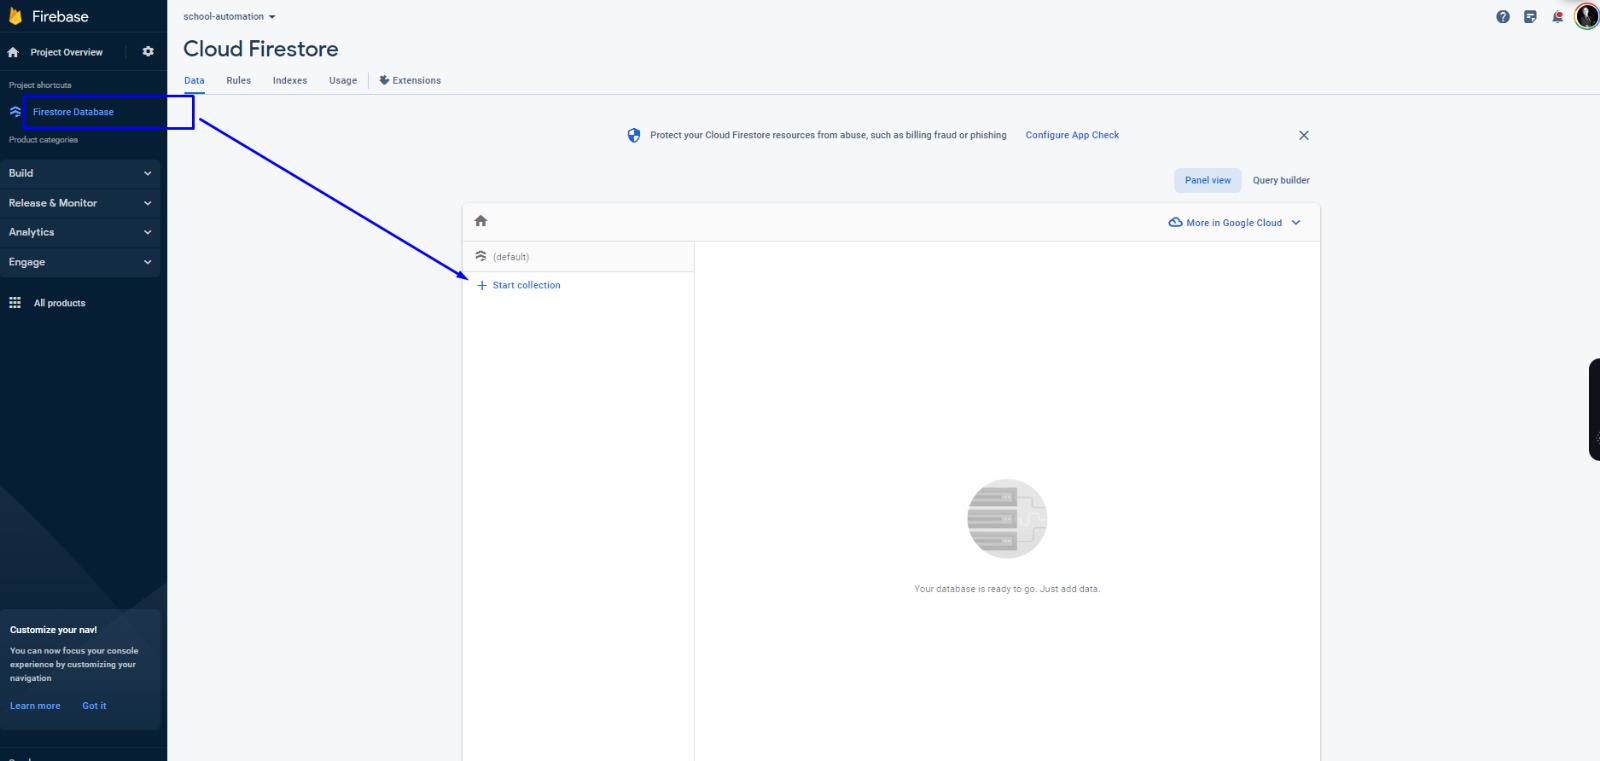 Firebase
school-automation
Project Overview
Cloud Firestore
Project shortcuts
Data
Rules
Indexes
Usage
Extensions
Firestore Database
Product categories
Protect your Cloud Firestore resources from abuse, such as billing fraud or phishing
Configure App Check
Build
Panel view
Query builder
Release & Monitor
More in Google Cloud
Analytics
(default)
Engage
Start collection
All products
Your database is ready to go. Just add data.
Customize your nav!
You can now focus your console
experience by customizing your
navigation
Learn more
Got it